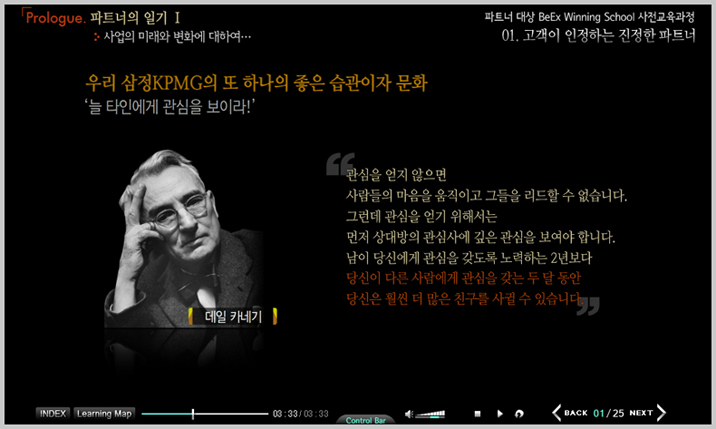 Prologue. 파트너의 일기 I
: 사업의 미래와 변화에 대하여...
파트너 대상 BeEx Winning School 사전교육과정
01. 고객이 인정하는 진정한 파트너
우리 삼정KPMG의 또 하나의 좋은 습관이자 문화
'늘 타인에게 관심을 보이라!'
“
관심을 얻지 않으면
사람들의 마음을 움직이고 그들을 리드할 수 없습니다.
그런데 관심을 얻기 위해서는
먼저 상대방의 관심사에 깊은 관심을 보여야 합니다.
남이 당신에게 관심을 갖도록 노력하는 2년보다
당신이 다른 사람에게 관심을 갖는 두 달 동안
당신은 훨씬 더 많은 친구를 사귈 수 있습니다.
”
데일 카네기
INDEX Learning Map 03:33 / 03:33 Control Bar BACK 01/25 NEXT